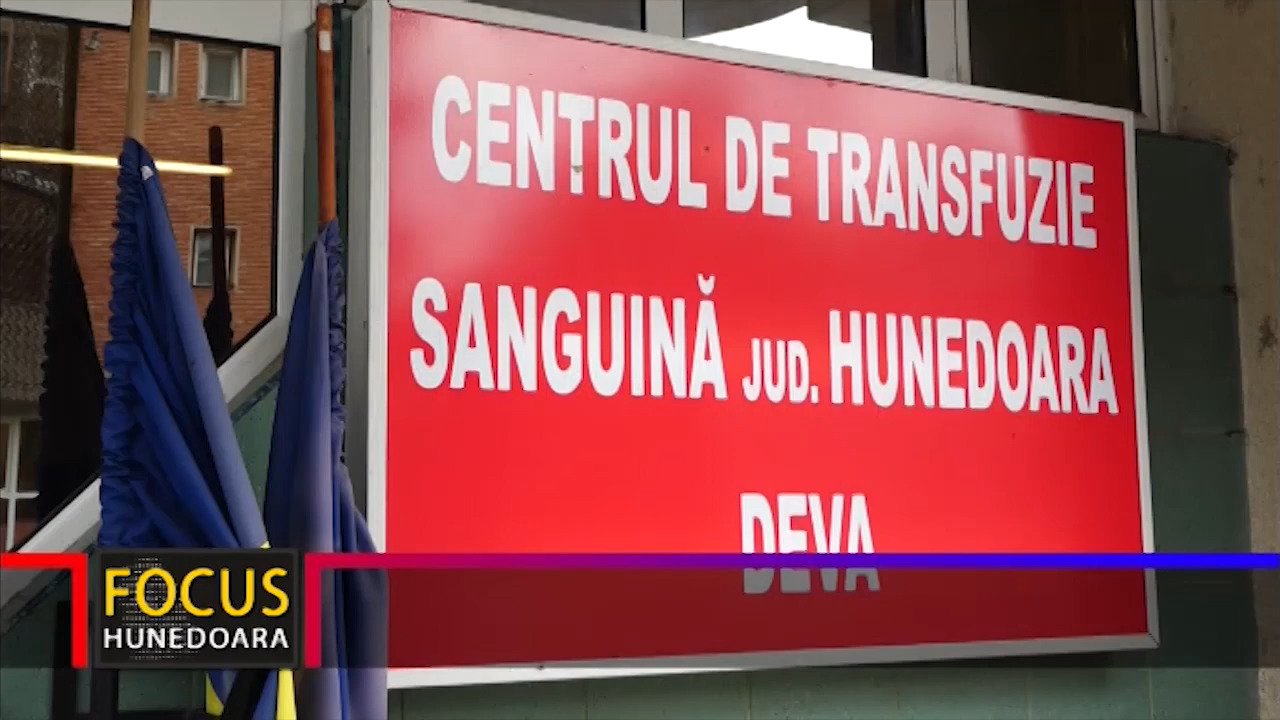 CENTRUL DE TRANSFUZIE
SANGUINĂ JUD. HUNEDOARA
DEVA
FOCUS
HUNEDOARA